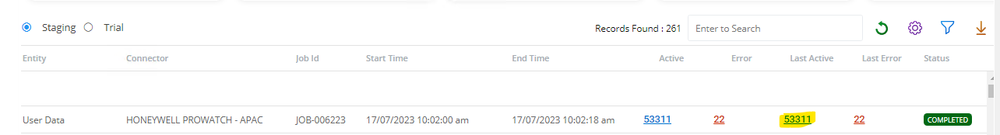 Staging Trial Records Found : 261 Enter to Search
Entity Connector Job Id Start Time End Time Active Error Last Active Last Error Status
User Data HONEYWELL PROWATCH - APAC JOB-006223 17/07/2023 10:02:00 am 17/07/2023 10:02:18 am 53311 22 53311 22 COMPLETED